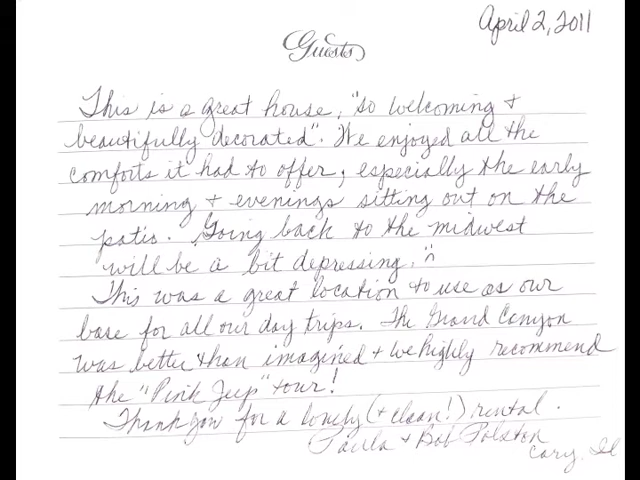 April 2, 2011
Guests
This is a great house, "so welcoming +
beautifully decorated". We enjoyed all the
comforts it had to offer, especially the early
morning + evenings sitting out on the
patio. Going back to the midwest
will be a bit depressing.
This was a great location to use as our
base for all our day trips. The Grand Canyon
was better than imagined + we highly recommend
the "Pink Jeep" tour!
Thank you for a lovely (+ clean!) rental.
Paula + Bob Polston
Cary, Il